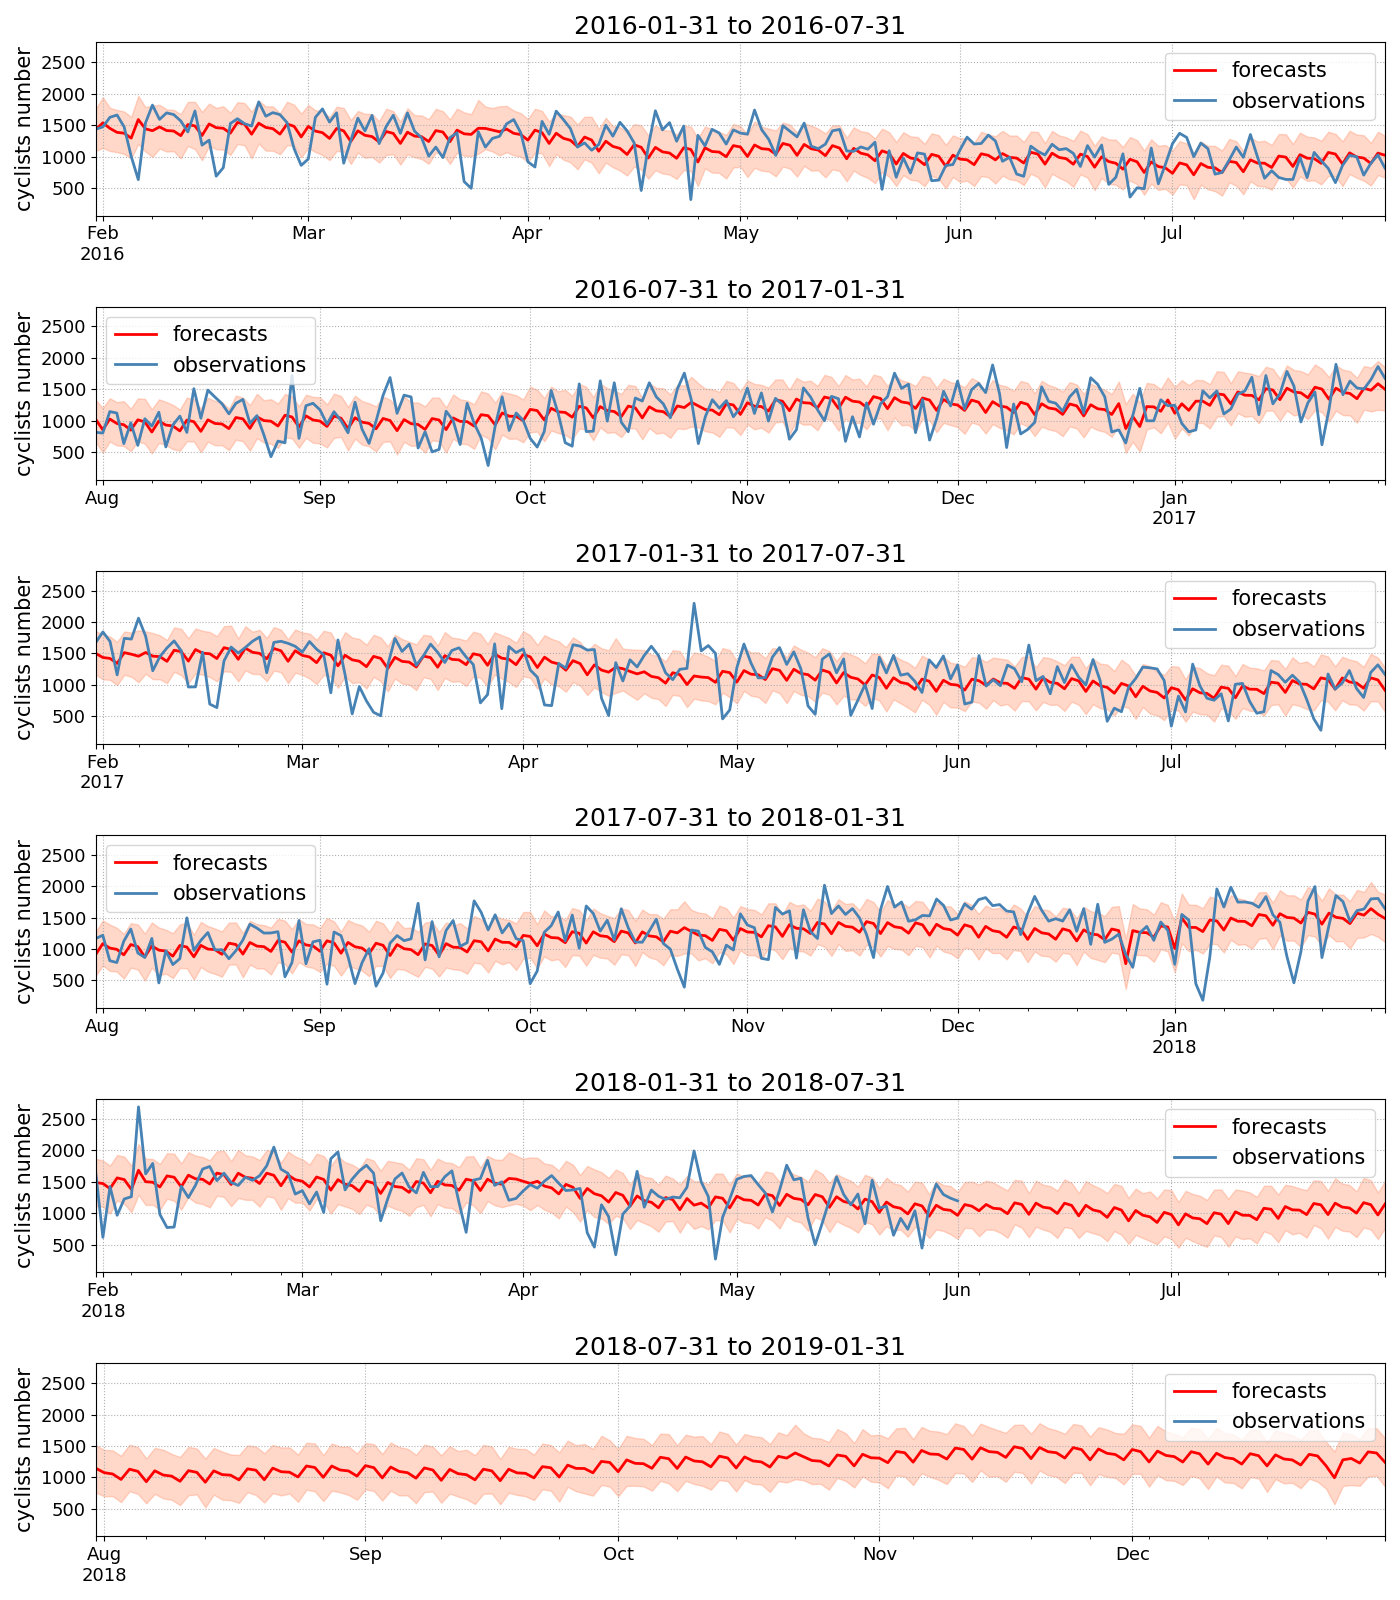 2016-01-31 to 2016-07-31
cyclists number
2500
2000
1500
1000
500
forecasts
observations
Feb Mar Apr May Jun Jul
2016
2016-07-31 to 2017-01-31
cyclists number
2500
2000
1500
1000
500
forecasts
observations
Aug Sep Oct Nov Dec Jan
2017
2017-01-31 to 2017-07-31
cyclists number
2500
2000
1500
1000
500
forecasts
observations
Feb Mar Apr May Jun Jul
2017
2017-07-31 to 2018-01-31
cyclists number
2500
2000
1500
1000
500
forecasts
observations
Aug Sep Oct Nov Dec Jan
2018
2018-01-31 to 2018-07-31
cyclists number
2500
2000
1500
1000
500
forecasts
observations
Feb Mar Apr May Jun Jul
2018
2018-07-31 to 2019-01-31
cyclists number
2500
2000
1500
1000
500
forecasts
observations
Aug Sep Oct Nov Dec
2018